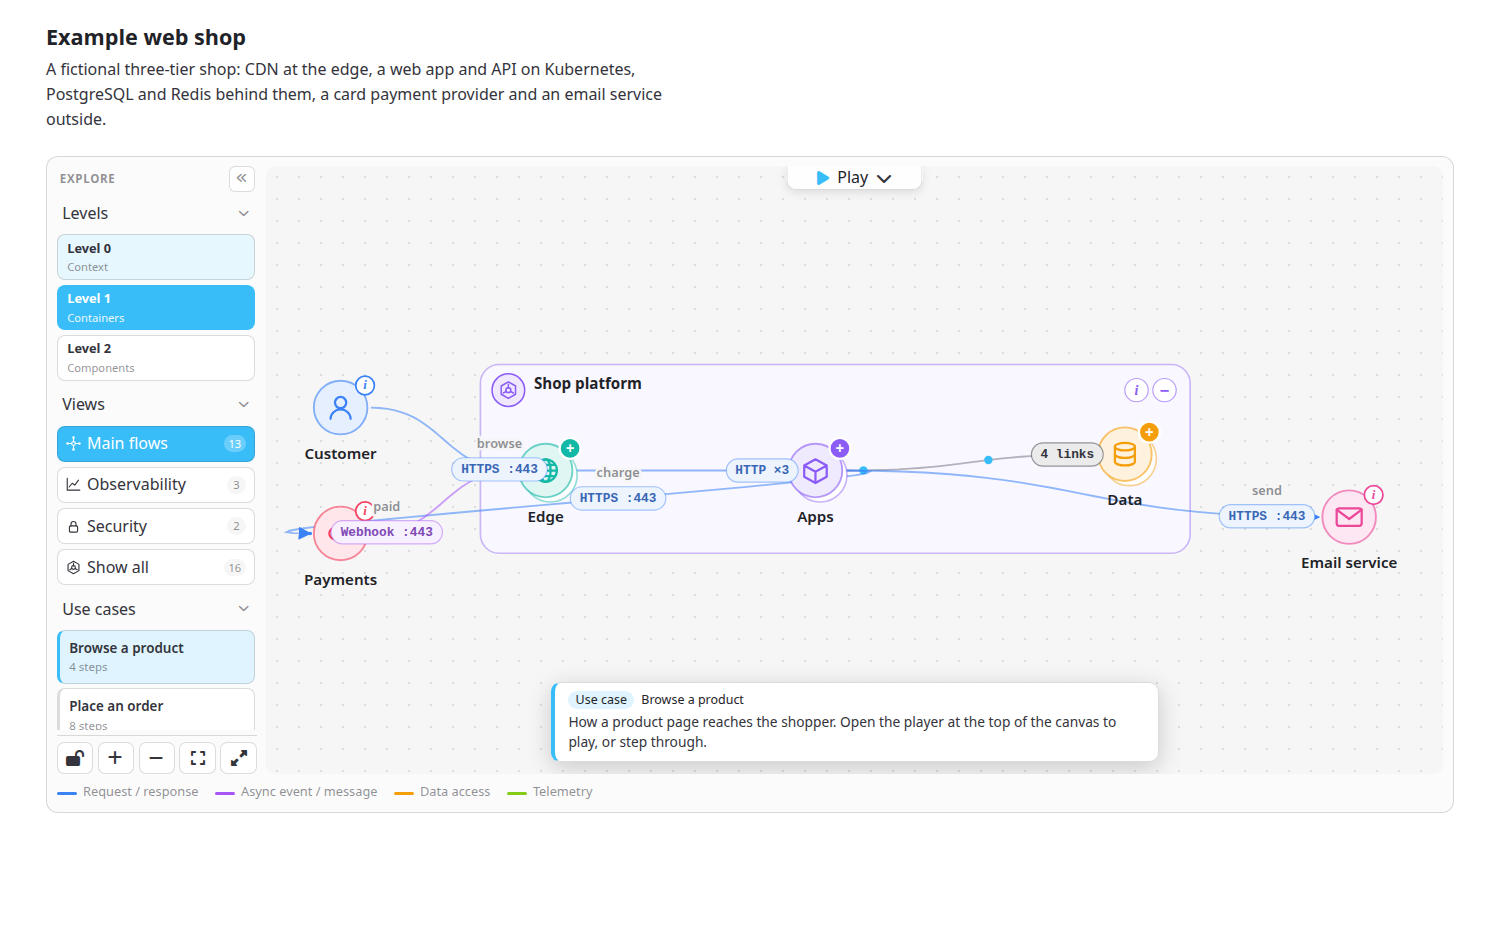 Example web shop
A fictional three-tier shop: CDN at the edge, a web app and API on Kubernetes,
PostgreSQL and Redis behind them, a card payment provider and an email service
outside.
EXPLORE
Levels
Level 0
Context
Level 1
Containers
Level 2
Components
Views
Main flows 13
Observability 3
Security 2
Show all 16
Use cases
Browse a product
4 steps
Place an order
8 steps
Play
Shop platform
i
i
Customer
browse
HTTPS :443
charge
HTTPS :443
Edge
HTTP ×3
Apps
4 links
Data
paid
i
Webhook :443
Payments
send
HTTPS :443
i
Email service
Use case Browse a product
How a product page reaches the shopper. Open the player at the top of the canvas to
play, or step through.
Request / response
Async event / message
Data access
Telemetry